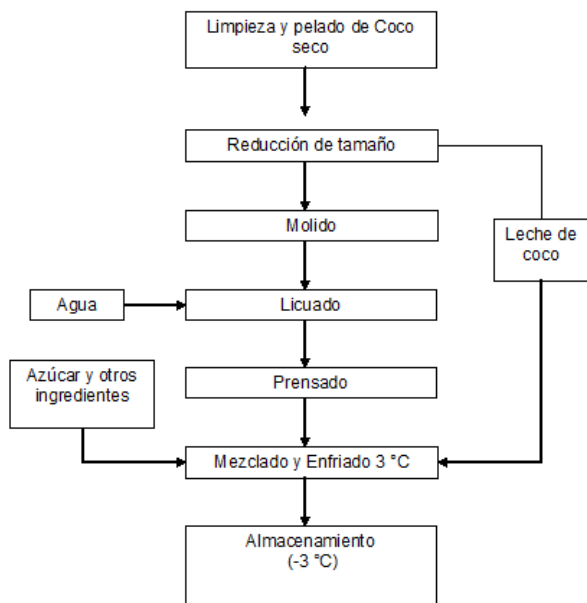 Limpieza y pelado de Coco
seco
Reducción de tamaño
Molido
Leche de
coco
Agua
Licuado
Azúcar y otros
ingredientes
Prensado
Mezclado y Enfriado 3 °C
Almacenamiento
(-3 °C)